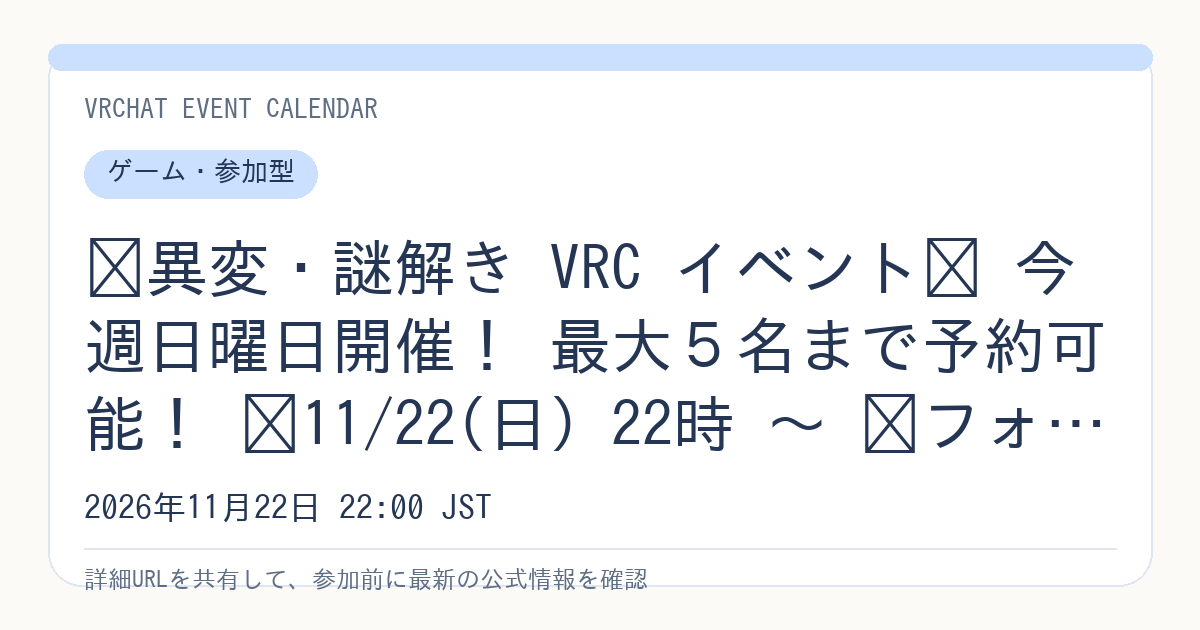 VRCHAT EVENT CALENDAR
ゲーム・参加型
異変・謎解き VRC イベント 今
週日曜日開催！ 最大５名まで予約可
能！ 11/22(日) 22時 〜 フォ…
2026年11月22日 22:00 JST
詳細URLを共有して、参加前に最新の公式情報を確認